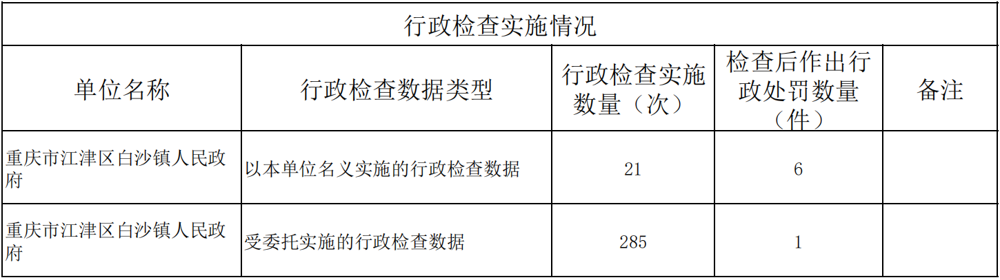 行政检查实施情况
单位名称
行政检查数据类型
行政检查实施
数量（次）
检查后作出行
政处罚数量
（件）
备注
重庆市江津区白沙镇人民政
府
以本单位名义实施的行政检查数据
21
6
重庆市江津区白沙镇人民政
府
受委托实施的行政检查数据
285
1